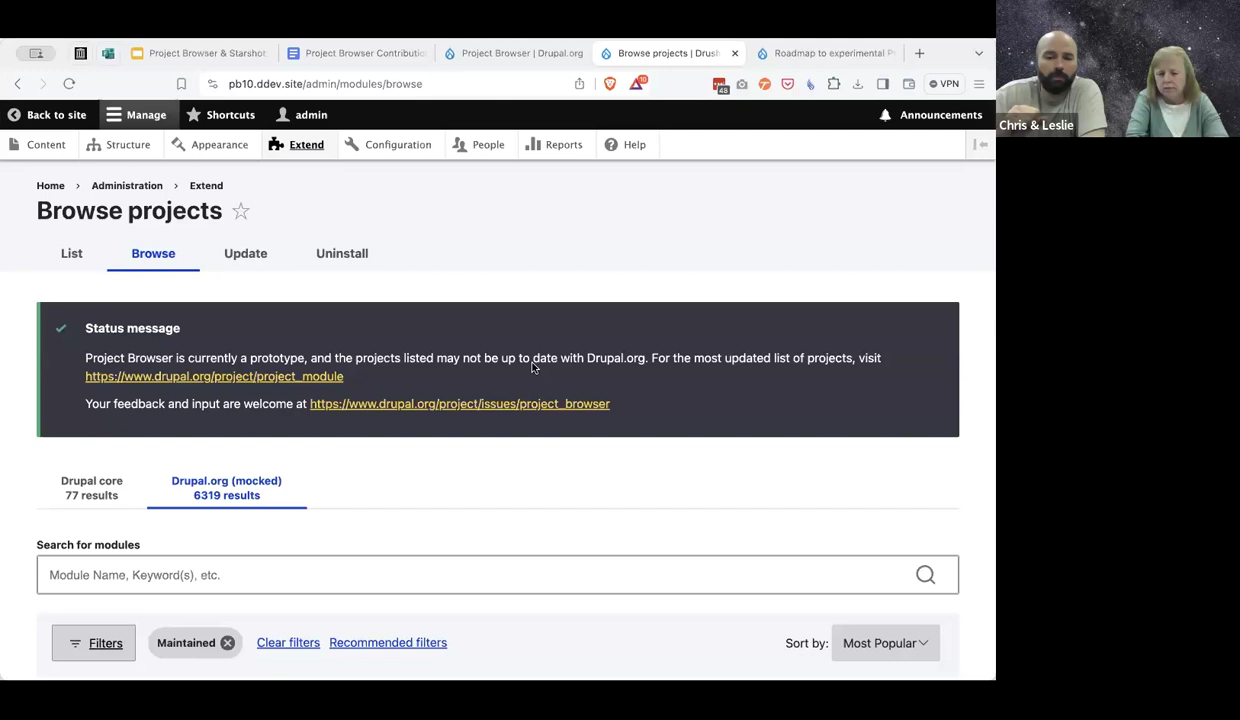 Project Browser & Starshot
Project Browser Contributio
Project Browser | Drupal.org
Browse projects | Drush
Roadmap to experimental P
pb10.ddev.site/admin/modules/browse
48
10
VPN
Back to site
Manage
Shortcuts
admin
Announcements
Content
Structure
Appearance
Extend
Configuration
People
Reports
Help
Home > Administration > Extend
Browse projects
List
Browse
Update
Uninstall
Status message
Project Browser is currently a prototype, and the projects listed may not be up to date with Drupal.org. For the most updated list of projects, visit
https://www.drupal.org/project/project_module
Your feedback and input are welcome at https://www.drupal.org/project/issues/project_browser
Drupal core
77 results
Drupal.org (mocked)
6319 results
Search for modules
Module Name, Keyword(s), etc.
Filters
Maintained
Clear filters
Recommended filters
Sort by:
Most Popular
Chris & Leslie